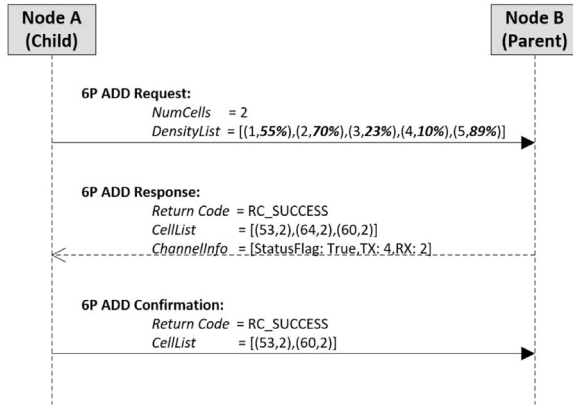 Node A
(Child)
Node B
(Parent)
6P ADD Request:
NumCells = 2
DensityList = [(1,55%),(2,70%),(3,23%),(4,10%),(5,89%)]
6P ADD Response:
Return Code = RC_SUCCESS
CellList = [(53,2),(64,2),(60,2)]
ChannelInfo = [StatusFlag: True,TX: 4,RX: 2]
6P ADD Confirmation:
Return Code = RC_SUCCESS
CellList = [(53,2),(60,2)]